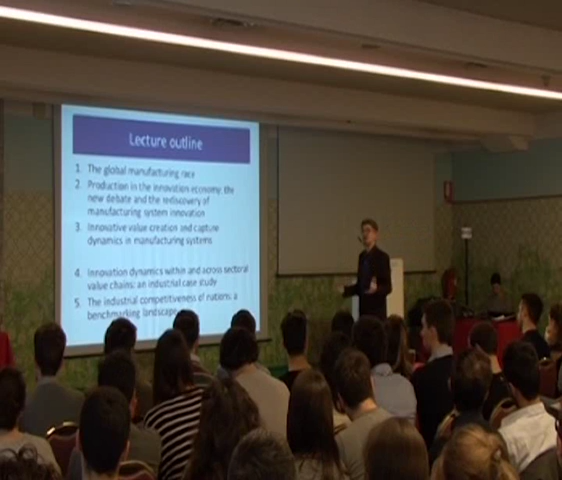 Lecture outline
1. The global manufacturing race
2. Production in the innovation economy: the
new debate and the rediscovery of
manufacturing system innovation
3. Innovative value creation and capture
dynamics in manufacturing systems
4. Innovation dynamics within and across sectoral
value chains: an industrial case study
5. The industrial competitiveness of nations: a
benchmarking landscape